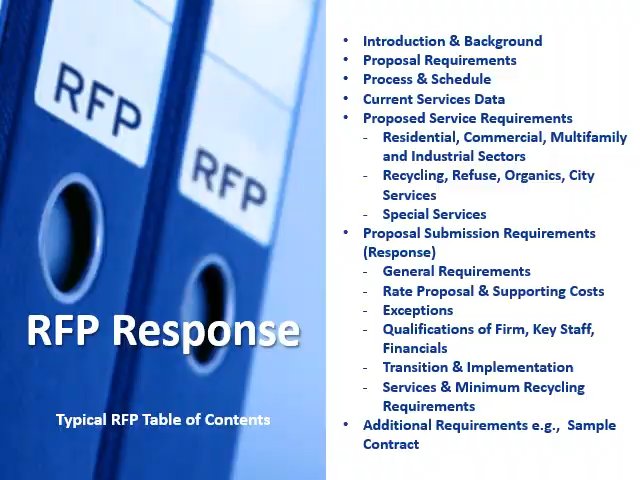 RFP
RFP
RFP Response
Typical RFP Table of Contents
• Introduction & Background
• Proposal Requirements
• Process & Schedule
• Current Services Data
• Proposed Service Requirements
- Residential, Commercial, Multifamily
and Industrial Sectors
- Recycling, Refuse, Organics, City
Services
- Special Services
• Proposal Submission Requirements
(Response)
- General Requirements
- Rate Proposal & Supporting Costs
- Exceptions
- Qualifications of Firm, Key Staff,
Financials
- Transition & Implementation
- Services & Minimum Recycling
Requirements
• Additional Requirements e.g.,  Sample
Contract